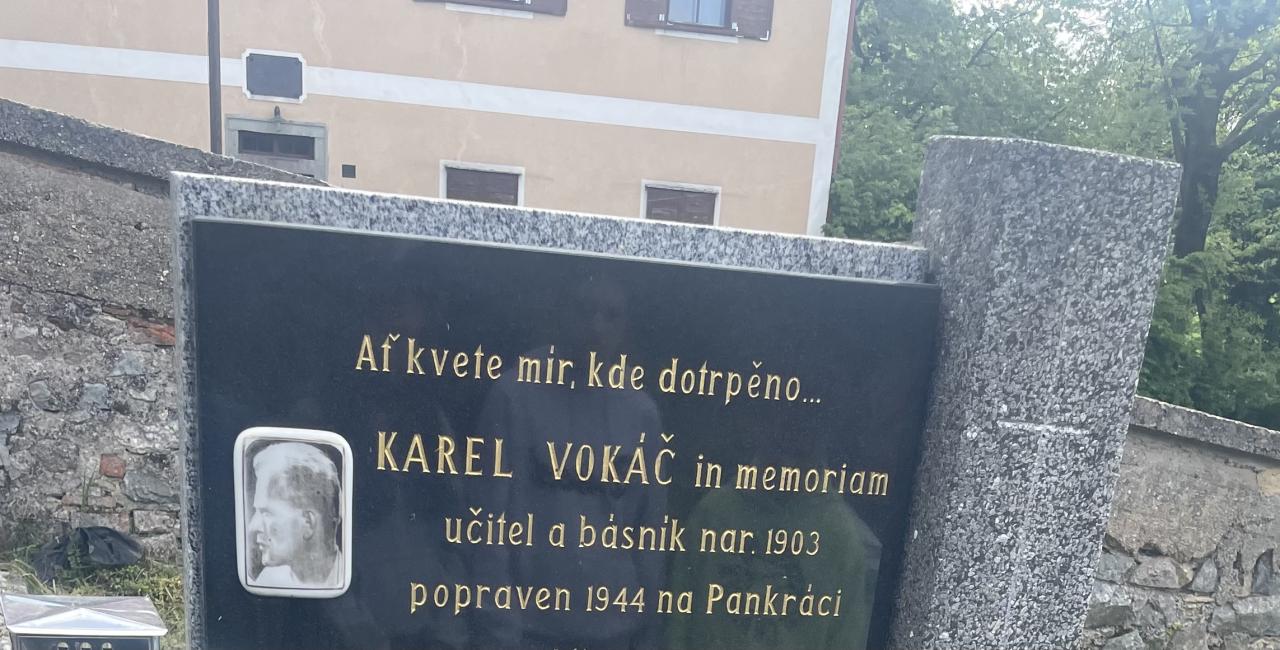 Ať kvete mír, kde dotrpěno...
KAREL VOKÁČ in memoriam
učitel a básník nar. 1903
popraven 1944 na Pankráci